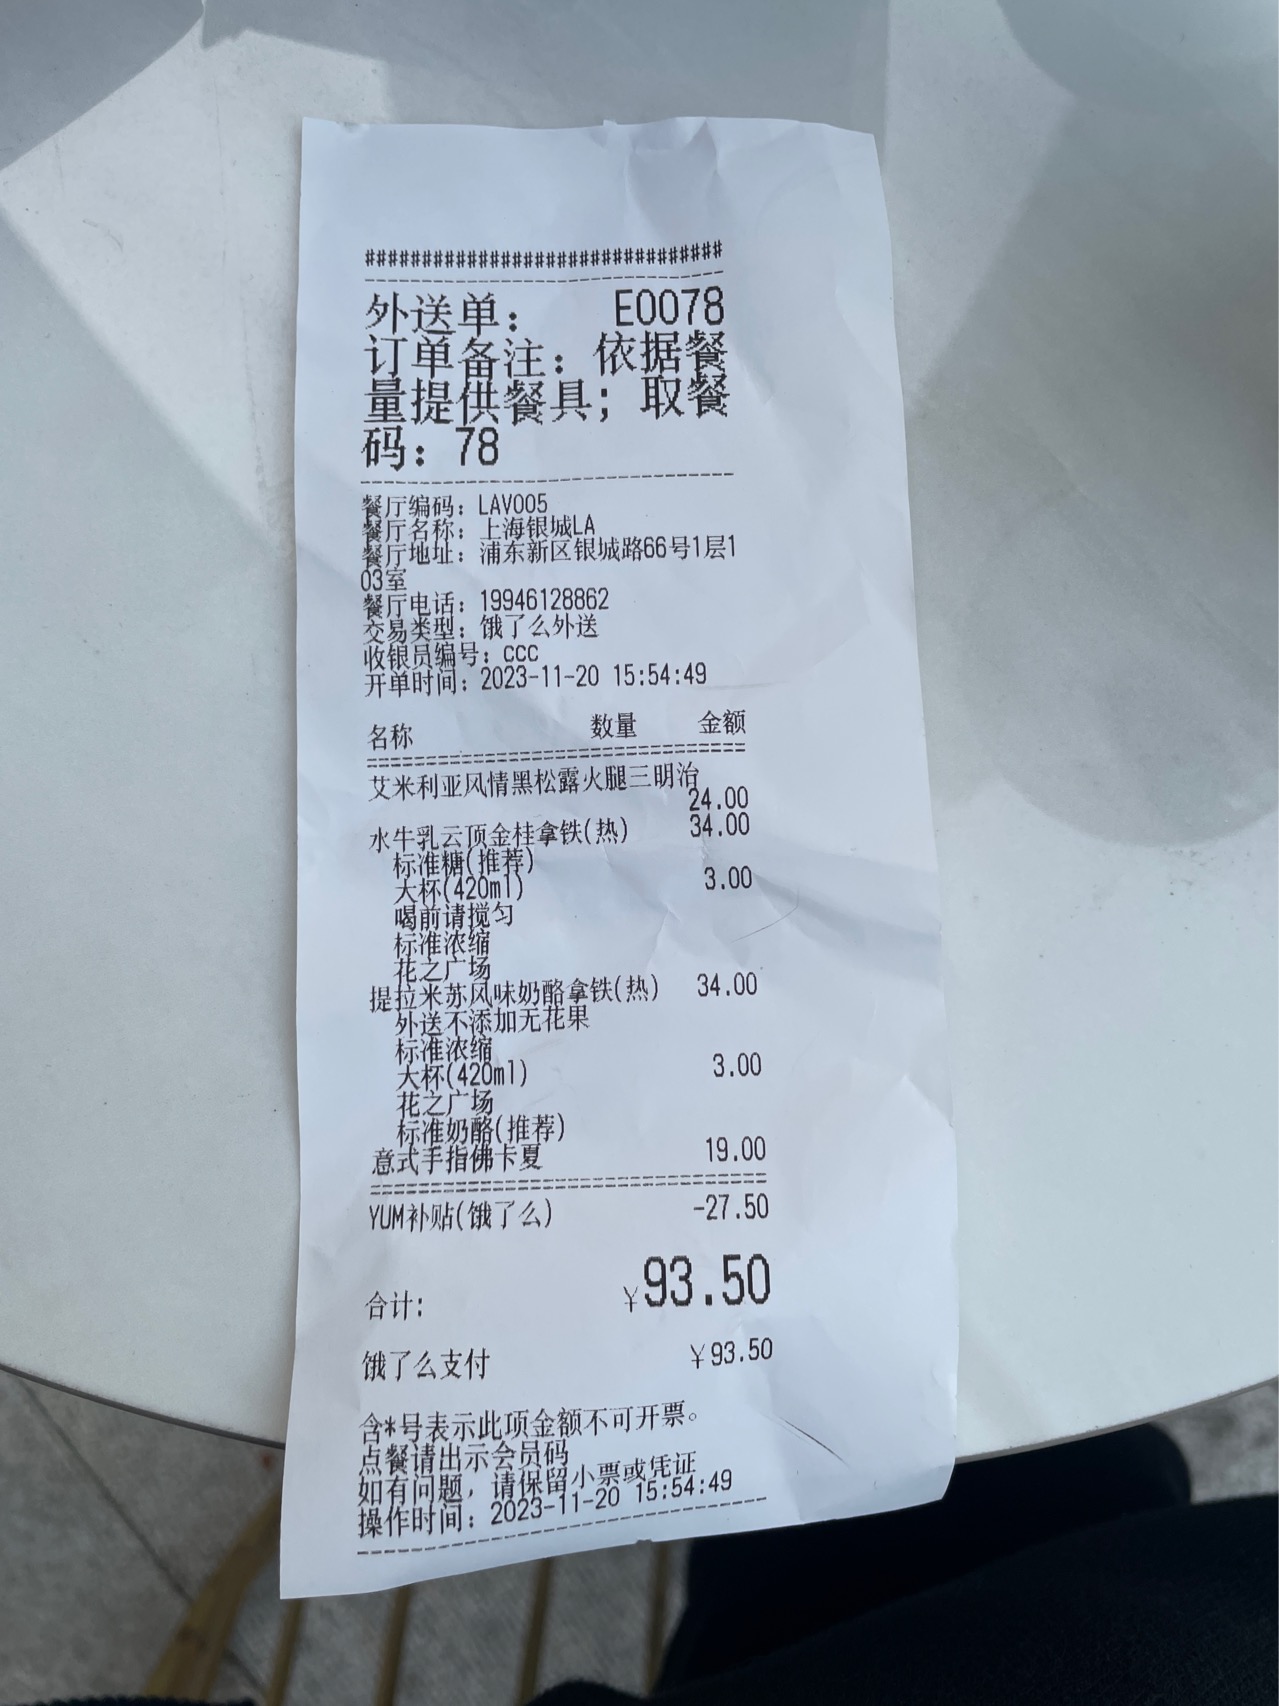 ################################
外送单： E0078
订单备注：依据餐
量提供餐具；取餐
码：78
餐厅编码：LAV005
餐厅名称：上海银城LA
餐厅地址：浦东新区银城路66号1层1
03室
餐厅电话：19946128862
交易类型：饿了么外送
收银员编号：ccc
开单时间：2023-11-20 15:54:49
名称 数量 金额
艾米利亚风情黑松露火腿三明治
24.00
水牛乳云顶金桂拿铁(热) 34.00
标准糖(推荐)
大杯(420ml) 3.00
喝前请搅匀
标准浓缩
花之广场
提拉米苏风味奶酪拿铁(热) 34.00
外送不添加无花果
标准浓缩
大杯(420ml) 3.00
花之广场
标准奶酪(推荐)
意式手指佛卡夏 19.00
YUM补贴(饿了么) -27.50
合计: ¥93.50
饿了么支付 ¥93.50
含*号表示此项金额不可开票。
点餐请出示会员码
如有问题，请保留小票或凭证
操作时间：2023-11-20 15:54:49